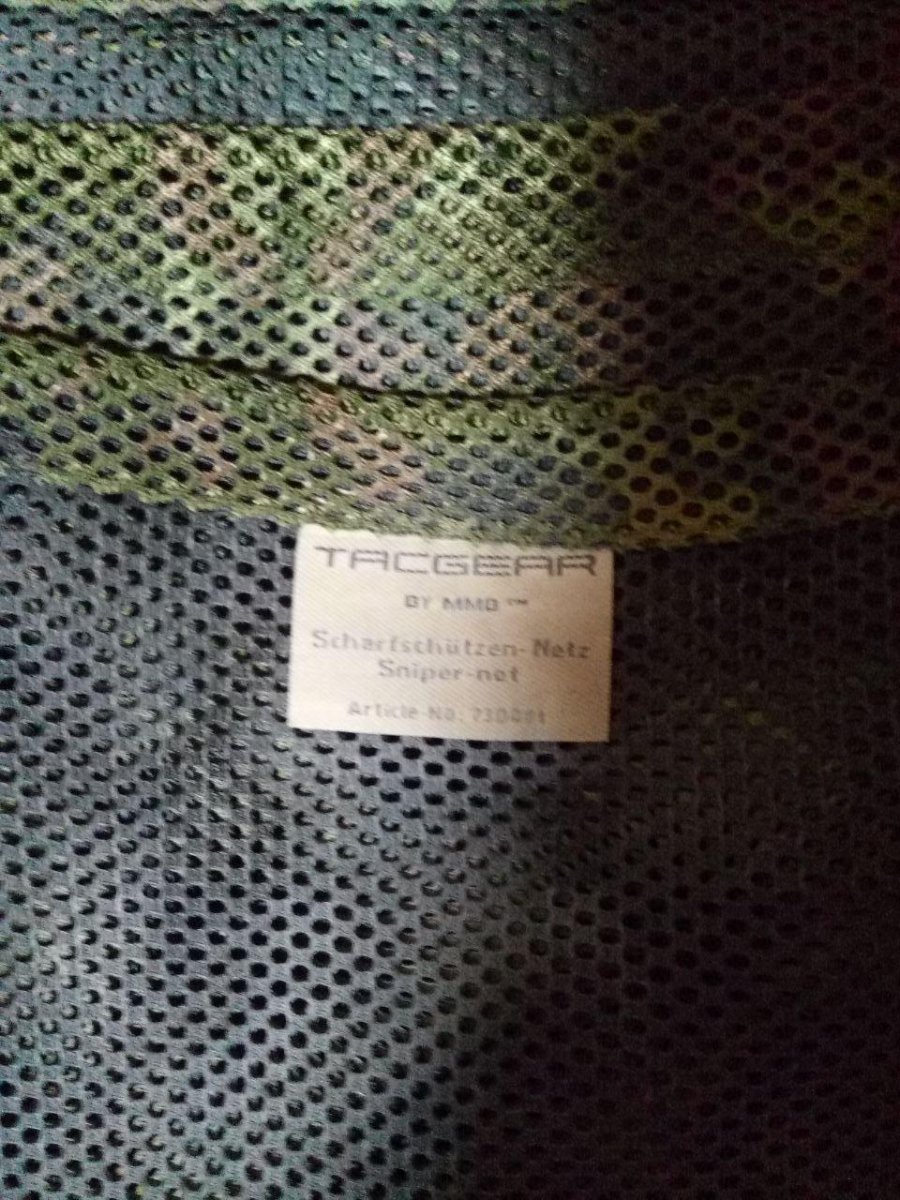 TACGEAR
BY MMB ™
Scharfschützen-Netz
Sniper-net
Article-No.